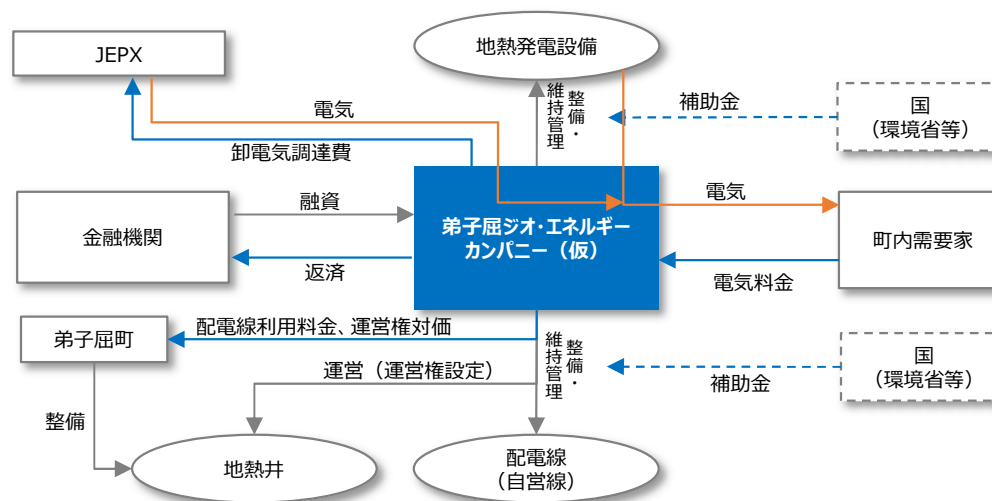 JEPX
地熱発電設備
電気
整備・
維持管理
補助金
国
（環境省等）
卸電気調達費
融資
金融機関
返済
弟子屈ジオ・エネルギー
カンパニー（仮）
電気
町内需要家
電気料金
配電線利用料金、運営権対価
弟子屈町
運営（運営権設定）
整備・
維持管理
補助金
国
（環境省等）
整備
地熱井
配電線
（自営線）